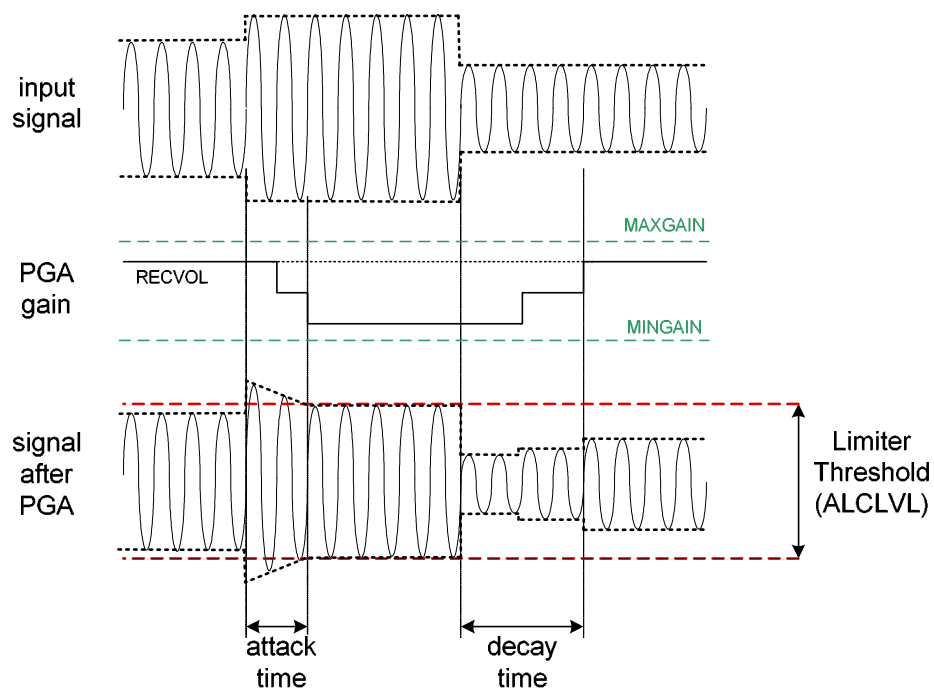 input
signal
MAXGAIN
PGA
gain
RECVOL
MINGAIN
signal
after
PGA
Limiter
Threshold
(ALCLVL)
attack
time
decay
time